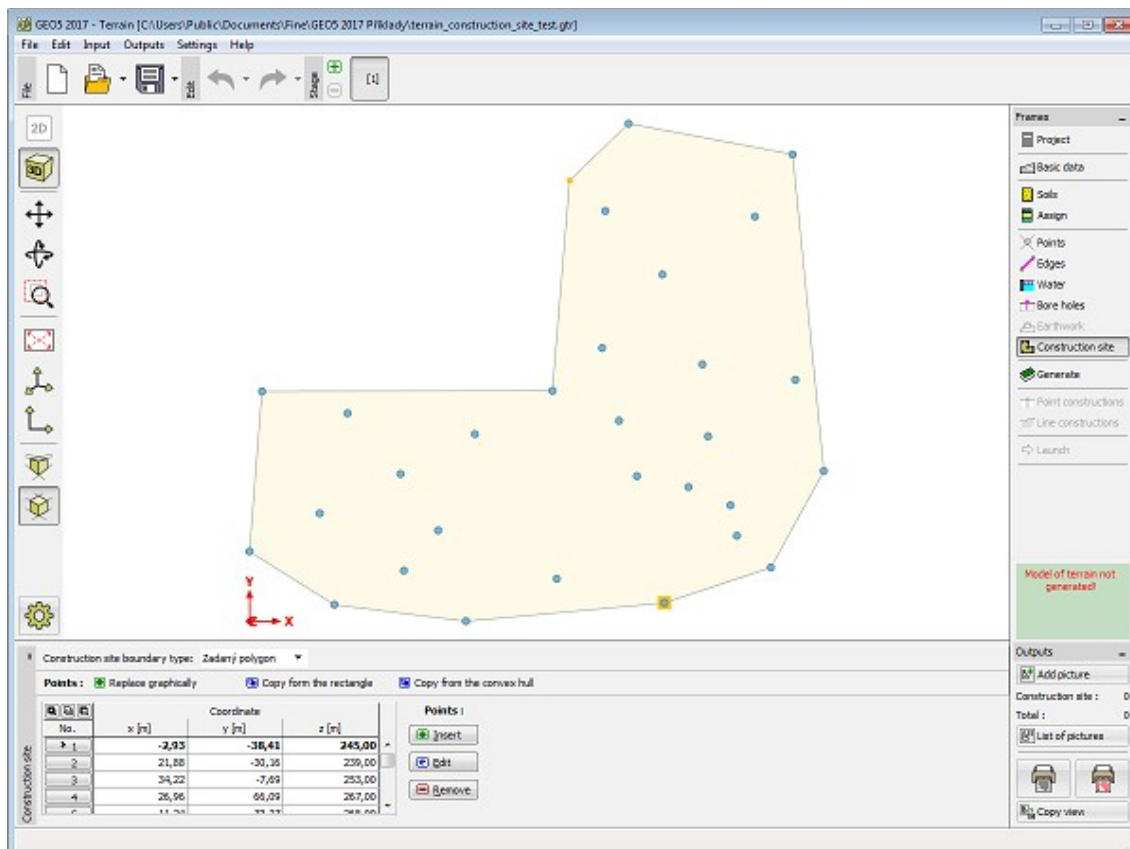 GEO5 2017 - Terrain [C:\Users\Public\Documents\Fine\GEO5 2017 Příklady\terrain_construction_site_test.gtr]
File Edit Input Outputs Settings Help
File
Edit
Stage
[1]
2D
3D
Y
X
Frames
Project
Basic data
Soils
Assign
Points
Edges
Water
Bore holes
Earthwork
Construction site
Generate
Point constructions
Line constructions
Launch
Model of terrain not
generated!
Construction site
Construction site boundary type: Zadaný polygon
Points : Replace graphically Copy form the rectangle Copy from the convex hull
Coordinate
No. x [m] y [m] z [m]
1 -2,93 -38,41 245,00
2 21,88 -30,16 239,00
3 34,22 -7,69 253,00
4 26,96 66,09 267,00
Points :
Insert
Edit
Remove
Outputs
Add picture
Construction site : 0
Total : 0
List of pictures
Copy view